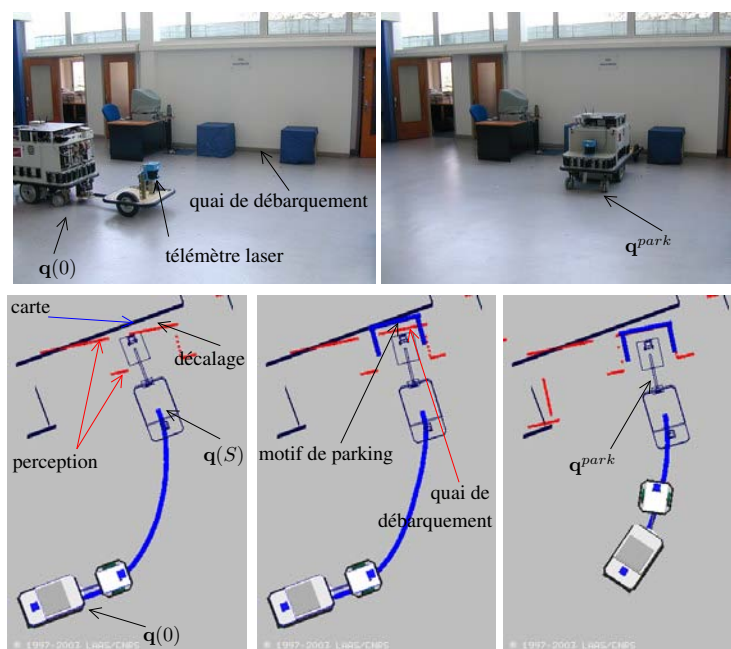 quai de débarquement
télémètre laser
q(0)
q^{park}
carte
décalage
perception
q(S)
q(0)
© 1997-2007 LAAS/CNRS
motif de parking
quai de
débarquement
© 1997-2007 LAAS/CNRS
q^{park}
© 1997-2007 LAAS/CNRS